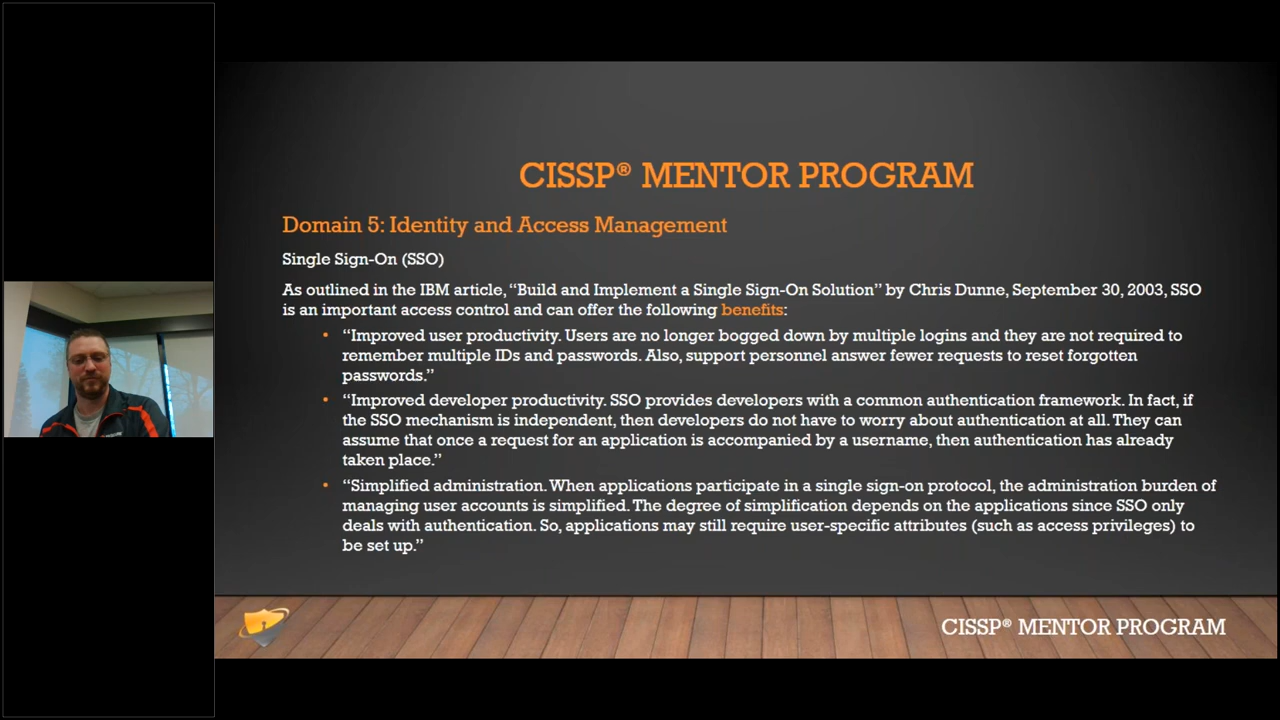 CISSP® MENTOR PROGRAM
Domain 5: Identity and Access Management
Single Sign-On (SSO)
As outlined in the IBM article, “Build and Implement a Single Sign-On Solution” by Chris Dunne, September 30, 2003, SSO
is an important access control and can offer the following benefits:
• “Improved user productivity. Users are no longer bogged down by multiple logins and they are not required to
remember multiple IDs and passwords. Also, support personnel answer fewer requests to reset forgotten
passwords.”
• “Improved developer productivity. SSO provides developers with a common authentication framework. In fact, if
the SSO mechanism is independent, then developers do not have to worry about authentication at all. They can
assume that once a request for an application is accompanied by a username, then authentication has already
taken place.”
• “Simplified administration. When applications participate in a single sign-on protocol, the administration burden of
managing user accounts is simplified. The degree of simplification depends on the applications since SSO only
deals with authentication. So, applications may still require user-specific attributes (such as access privileges) to
be set up.”
CISSP® MENTOR PROGRAM